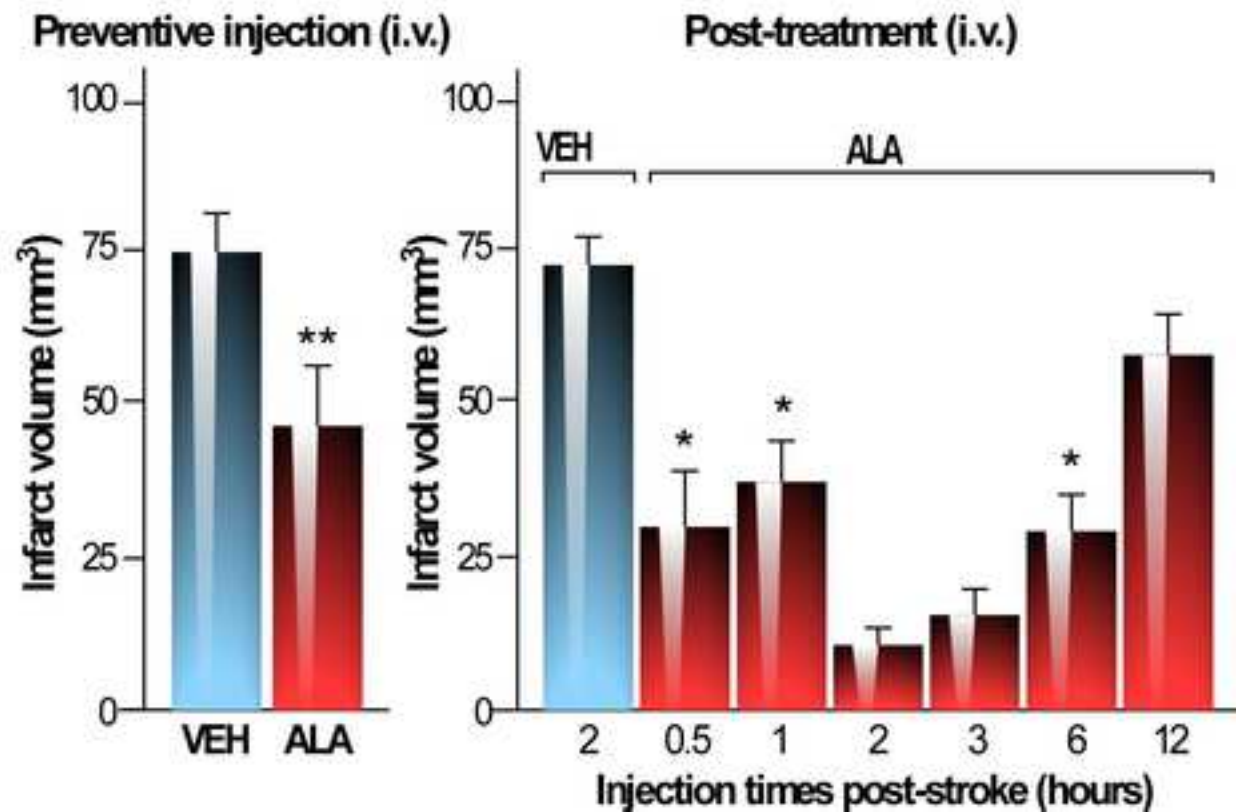 Preventive injection (i.v.)
Infarct volume (mm³)
100
75
50
25
0
**
VEH ALA
Post-treatment (i.v.)
Infarct volume (mm³)
100
75
50
25
0
VEH ALA
* * *
2 0.5 1 2 3 6 12
Injection times post-stroke (hours)